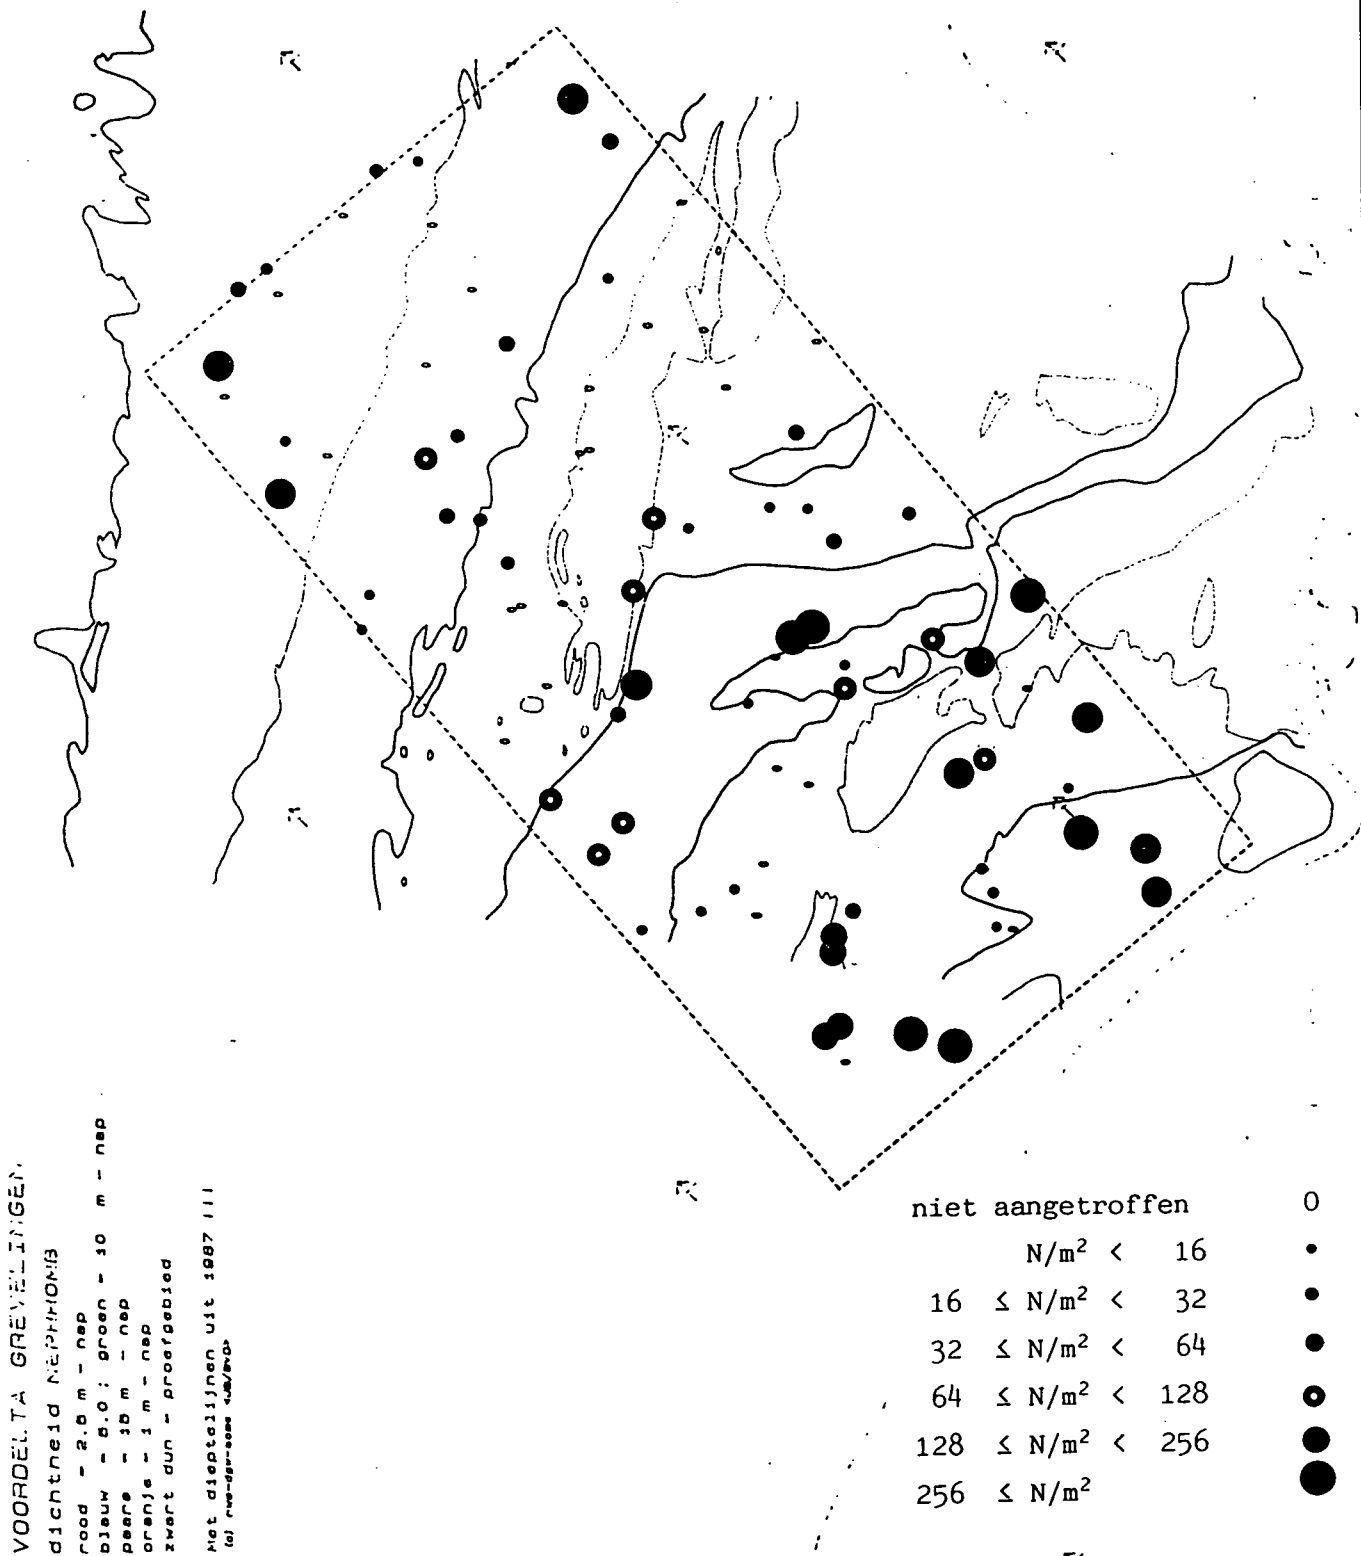 VOORDELTA GREVELINGEN
dichtheid NEPHHOMB
rood - 2.5 m - nap
blauw - 5.0 ; groen - 10 m - nap
paars - 15 m - nap
oranje - 1 m - nap
zwart dun - proefgebied
Met dieptelijnen uit 1987 !!!
niet aangetroffen 0
N/m² < 16
16 ≤ N/m² < 32
32 ≤ N/m² < 64
64 ≤ N/m² < 128
128 ≤ N/m² < 256
256 ≤ N/m²